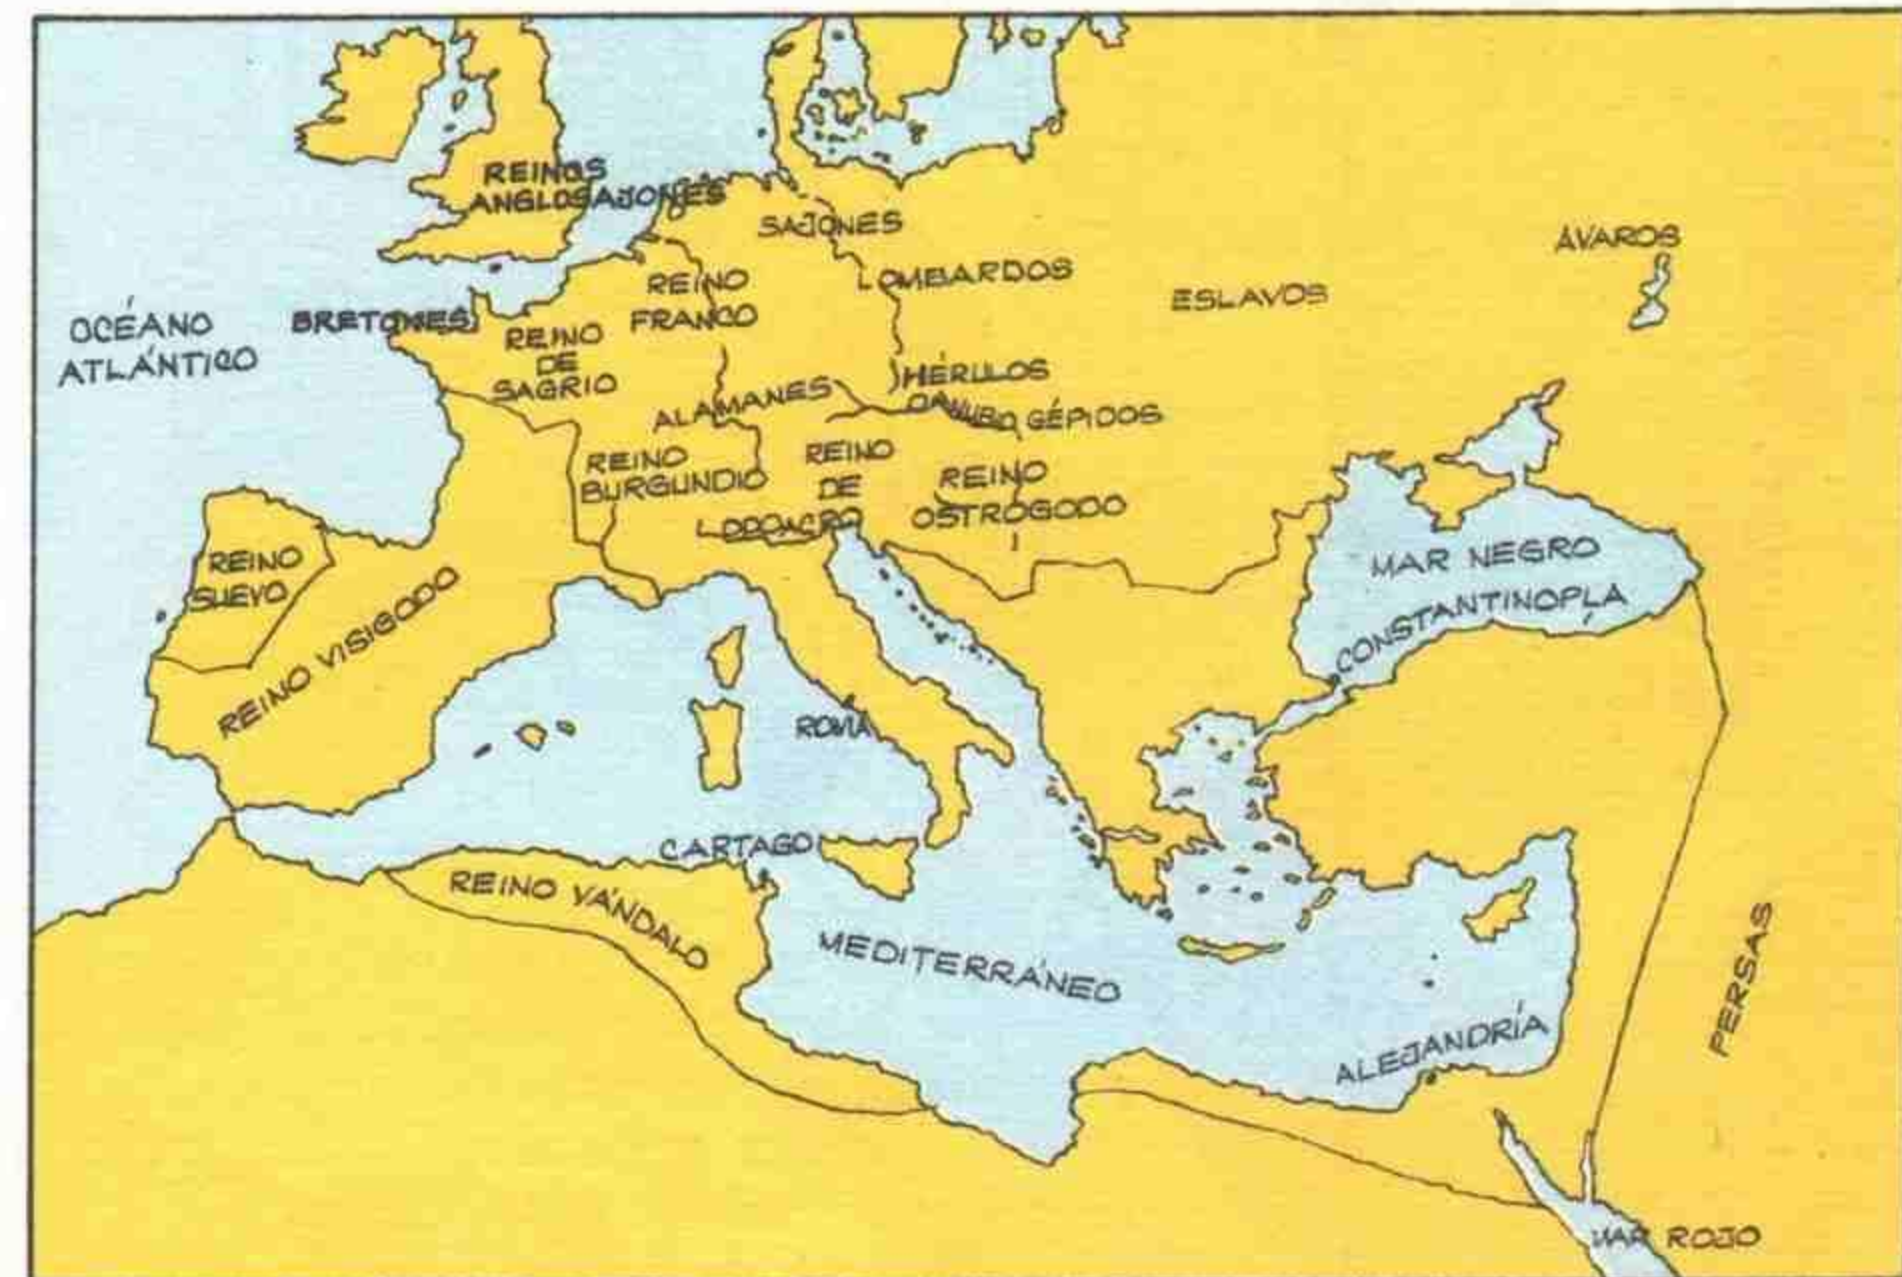 REINOS
ANGLOSAJONES
SAJONES
ÁVAROS
LOMBARDOS
ESLAVOS
REINO
FRANCO
OCÉANO
ATLÁNTICO
BRETONES
REINO
DE
SAGRIO
HÉRULOS
DANUBIO
GÉPIDOS
ALAMANES
REINO
BURGUNDIO
REINO
DE
ODOACRO
REINO
OSTROGODO
REINO
SUEVO
REINO VISIGODO
MAR NEGRO
CONSTANTINOPLA
ROMA
CARTAGO
REINO VÁNDALO
MEDITERRÁNEO
ALEJANDRÍA
PERSAS
MAR ROJO